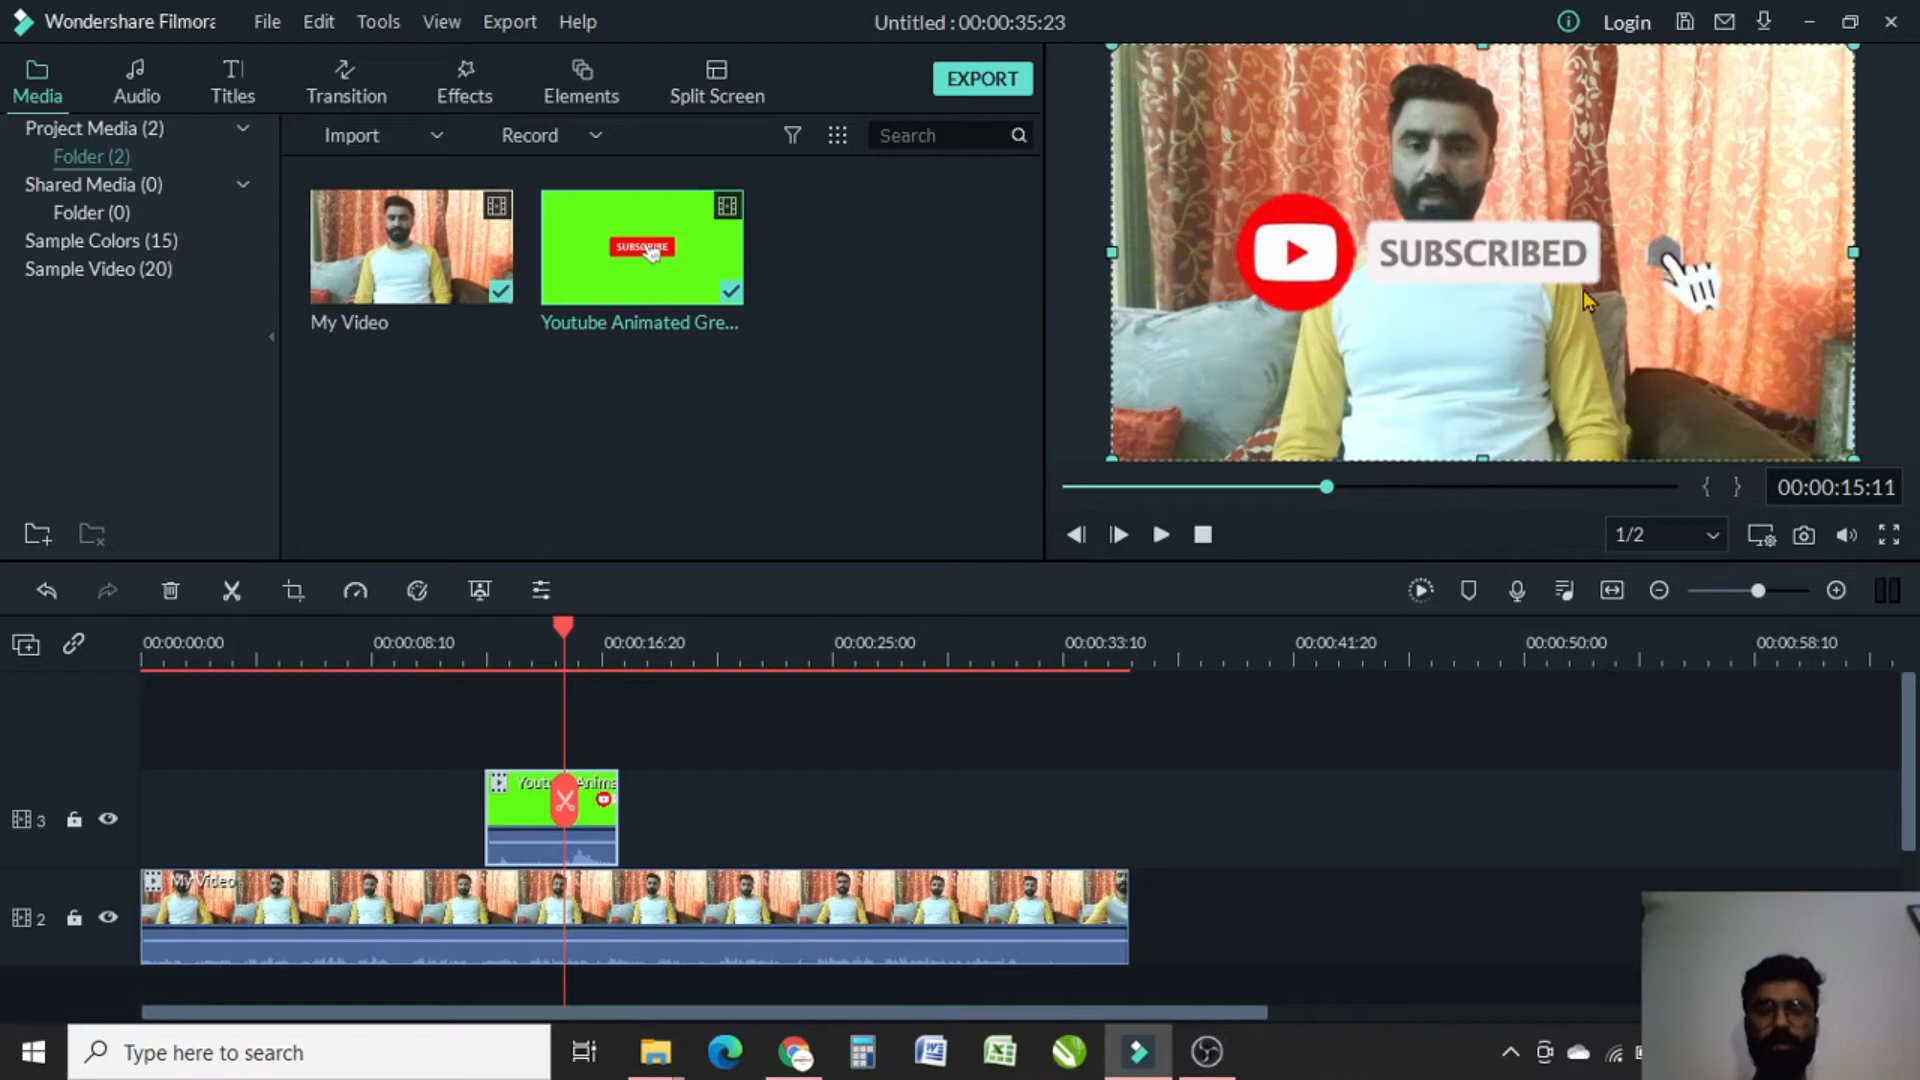 Wondershare Filmora
File
Edit
Tools
View
Export
Help
Untitled : 00:00:35:23
Login
Media
Audio
Titles
Transition
Effects
Elements
Split Screen
EXPORT
Project Media (2)
Folder (2)
Shared Media (0)
Folder (0)
Sample Colors (15)
Sample Video (20)
Import
Record
Search
SUBSCRIBE
My Video
Youtube Animated Gre...
SUBSCRIBED
{ }
00:00:15:11
1/2
00:00:00:00
00:00:08:10
00:00:16:20
00:00:25:00
00:00:33:10
00:00:41:20
00:00:50:00
00:00:58:10
3
My Video
2
Type here to search